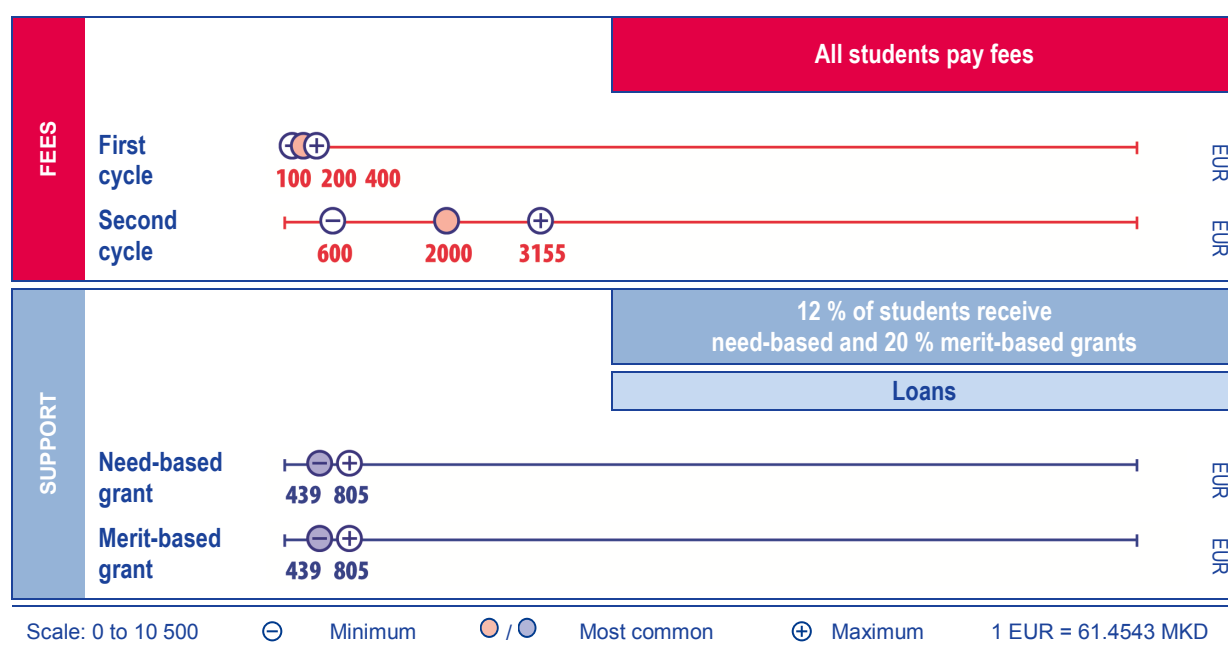 All students pay fees
FEES
First
cycle
100 200 400
EUR
Second
cycle
600 2000 3155
EUR
12 % of students receive
need-based and 20 % merit-based grants
Loans
SUPPORT
Need-based
grant
439 805
EUR
Merit-based
grant
439 805
EUR
Scale: 0 to 10 500 Minimum / Most common Maximum 1 EUR = 61.4543 MKD